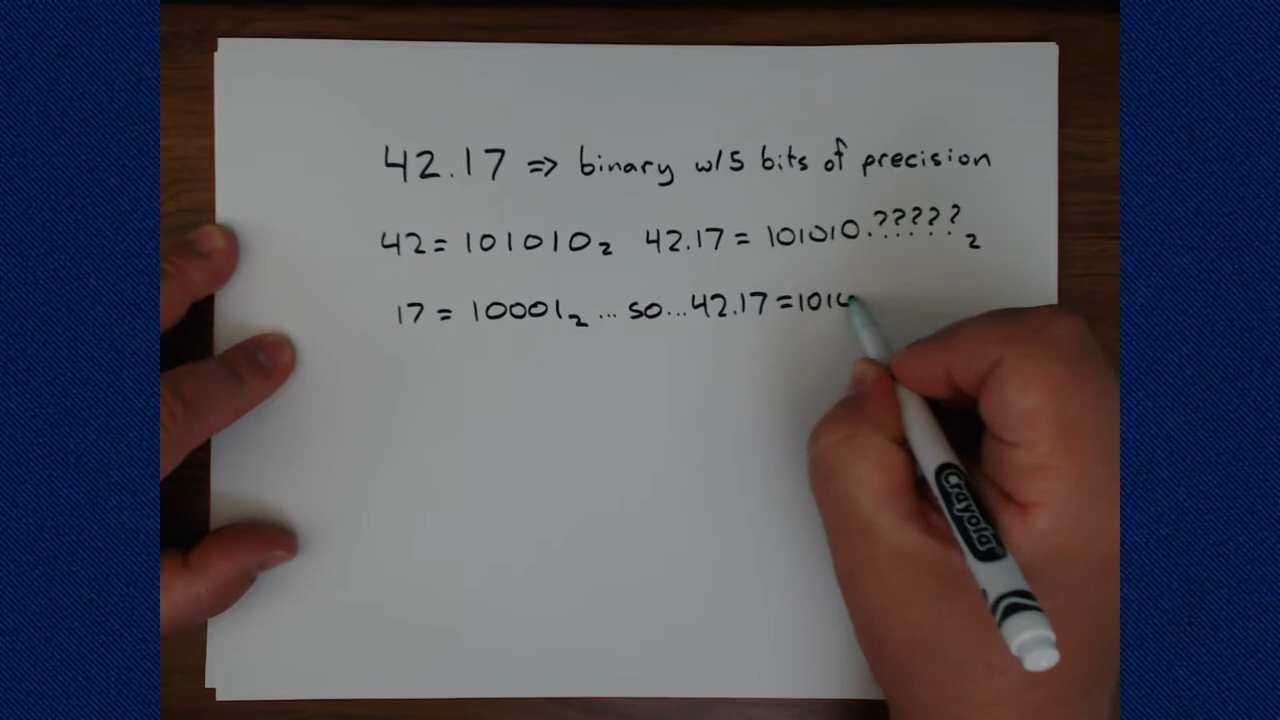 42.17 => binary w/5 bits of precision
42 = 101010₂ 42.17 = 101010.?????₂
17 = 10001₂ ... so... 42.17 = 101
Crayola